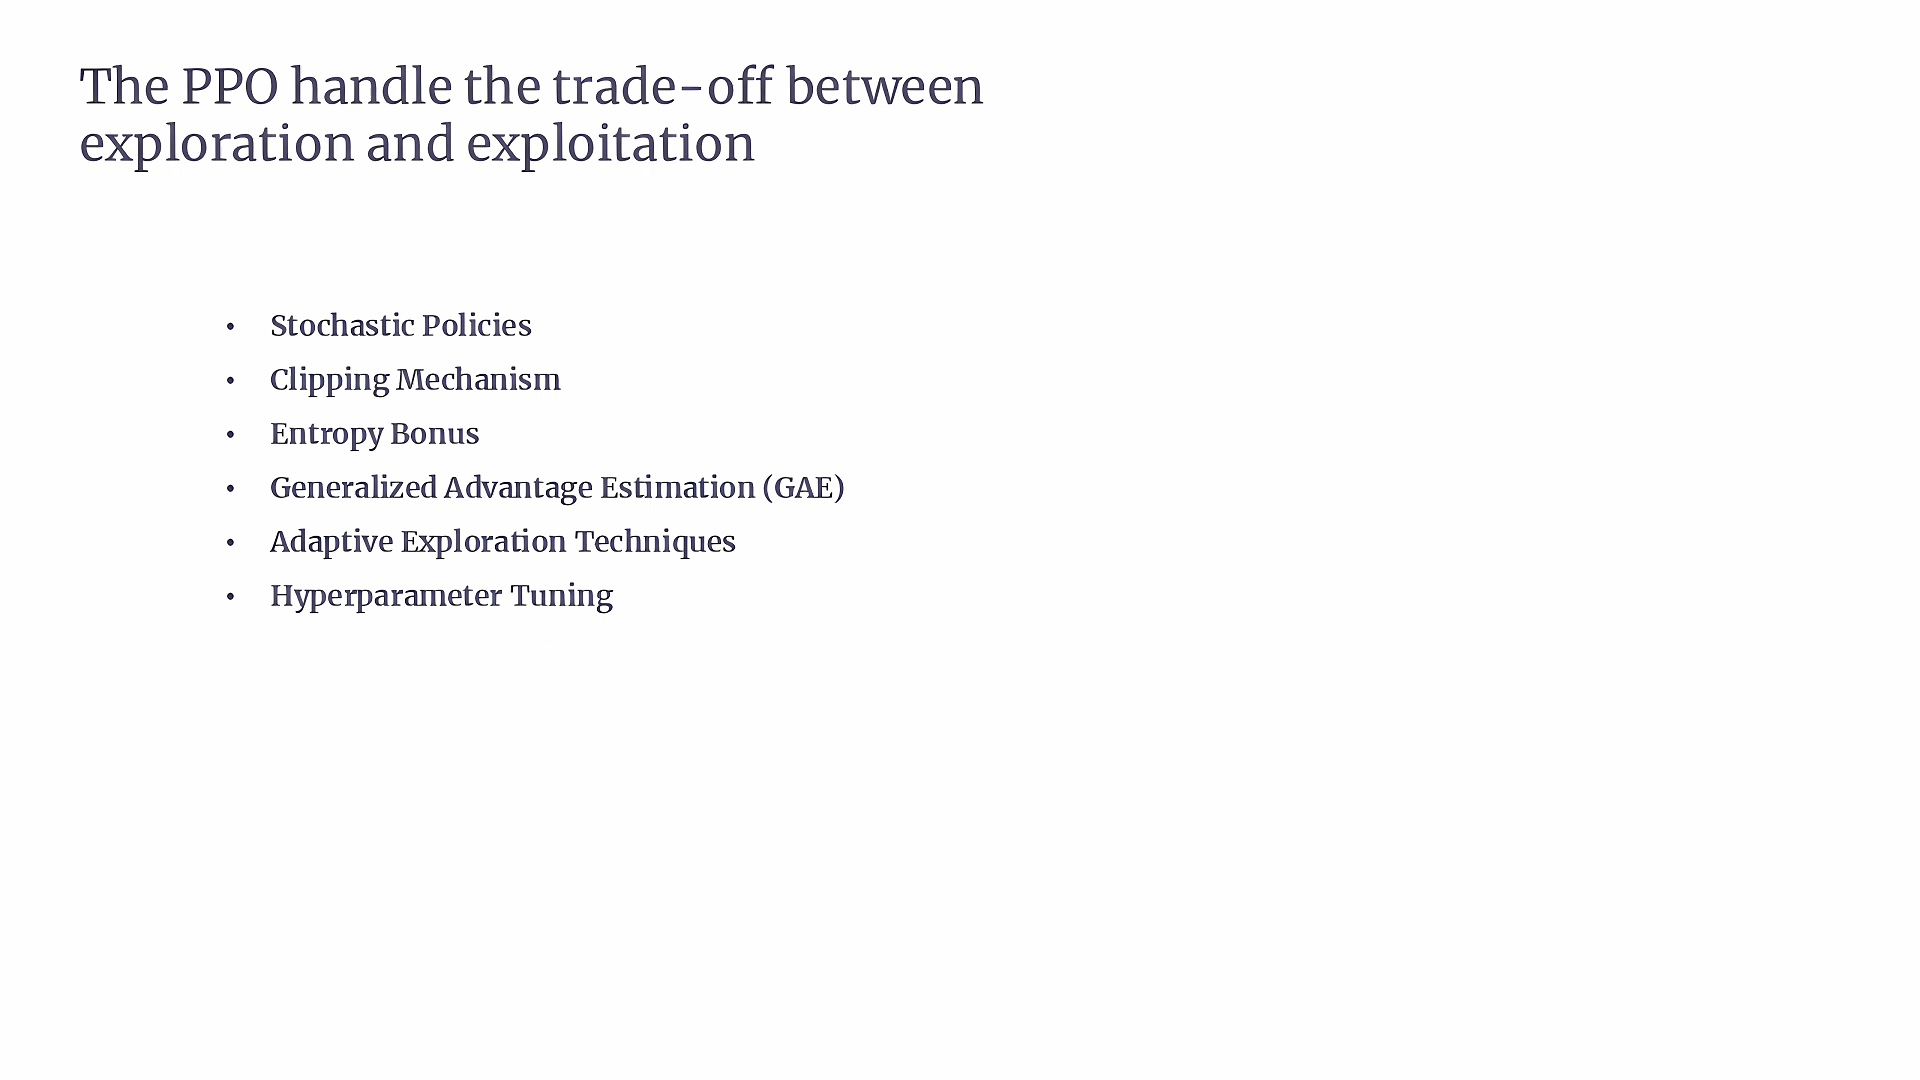 The PPO handle the trade-off between
exploration and exploitation
• Stochastic Policies
• Clipping Mechanism
• Entropy Bonus
• Generalized Advantage Estimation (GAE)
• Adaptive Exploration Techniques
• Hyperparameter Tuning